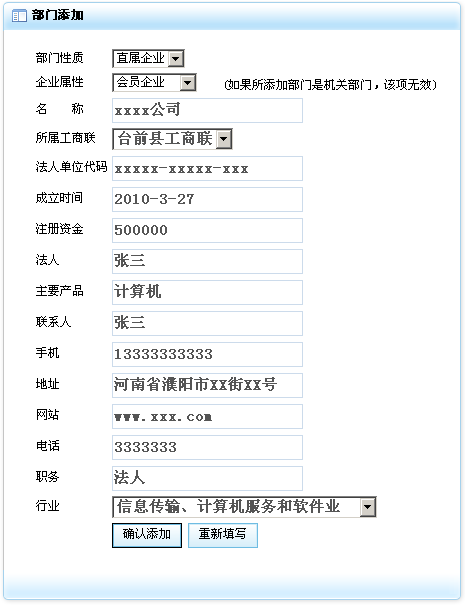 部门添加
部门性质 直属企业
企业属性 会员企业 (如果所添加部门是机关部门，该项无效)
名 称 xxxx公司
所属工商联 台前县工商联
法人单位代码 xxxxx-xxxxx-xxx
成立时间 2010-3-27
注册资金 500000
法人 张三
主要产品 计算机
联系人 张三
手机 13333333333
地址 河南省濮阳市XX街XX号
网站 www.xxx.com
电话 3333333
职务 法人
行业 信息传输、计算机服务和软件业
确认添加 重新填写